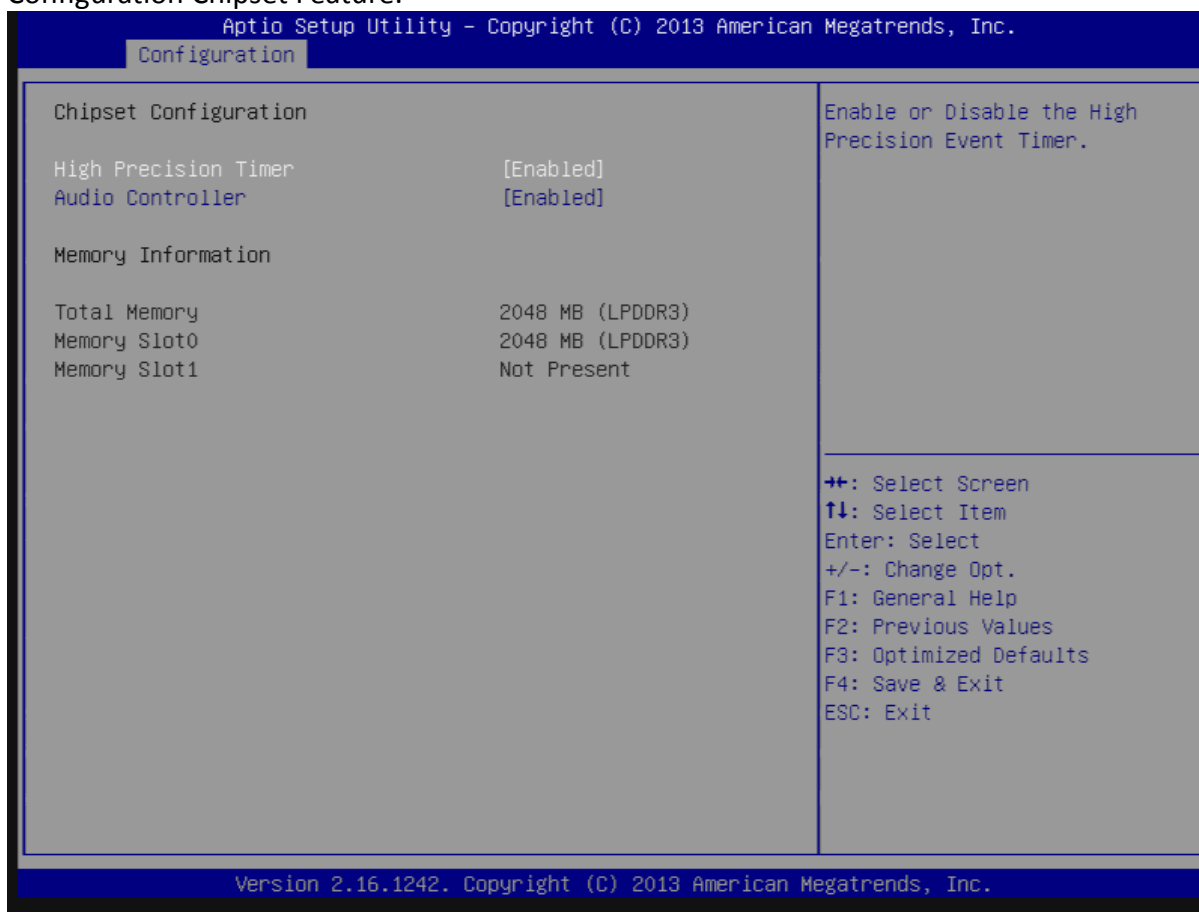 Configuration Chipset Feature.
Aptio Setup Utility – Copyright (C) 2013 American Megatrends, Inc.
Configuration
Chipset Configuration
High Precision Timer [Enabled]
Audio Controller [Enabled]
Memory Information
Total Memory 2048 MB (LPDDR3)
Memory Slot0 2048 MB (LPDDR3)
Memory Slot1 Not Present
Enable or Disable the High
Precision Event Timer.
→←: Select Screen
↑↓: Select Item
Enter: Select
+/-: Change Opt.
F1: General Help
F2: Previous Values
F3: Optimized Defaults
F4: Save & Exit
ESC: Exit
Version 2.16.1242. Copyright (C) 2013 American Megatrends, Inc.